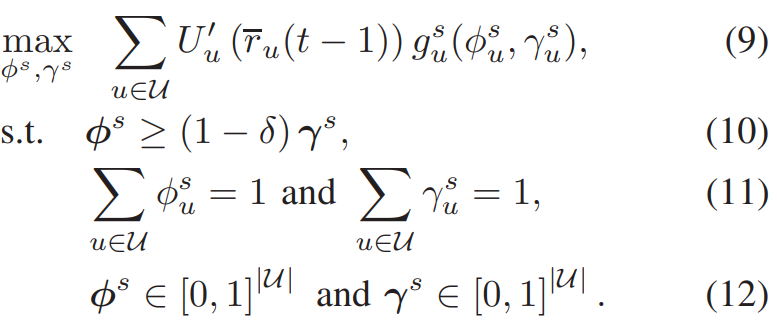 max_{ϕ^s,γ^s} ∑_{u∈𝒰} U′_u (r̅_u(t − 1)) g^s_u(ϕ^s_u, γ^s_u), (9)
s.t. ϕ^s ≥ (1 − δ) γ^s, (10)
∑_{u∈𝒰} ϕ^s_u = 1 and ∑_{u∈𝒰} γ^s_u = 1, (11)
ϕ^s ∈ [0, 1]^{|𝒰|} and γ^s ∈ [0, 1]^{|𝒰|} . (12)